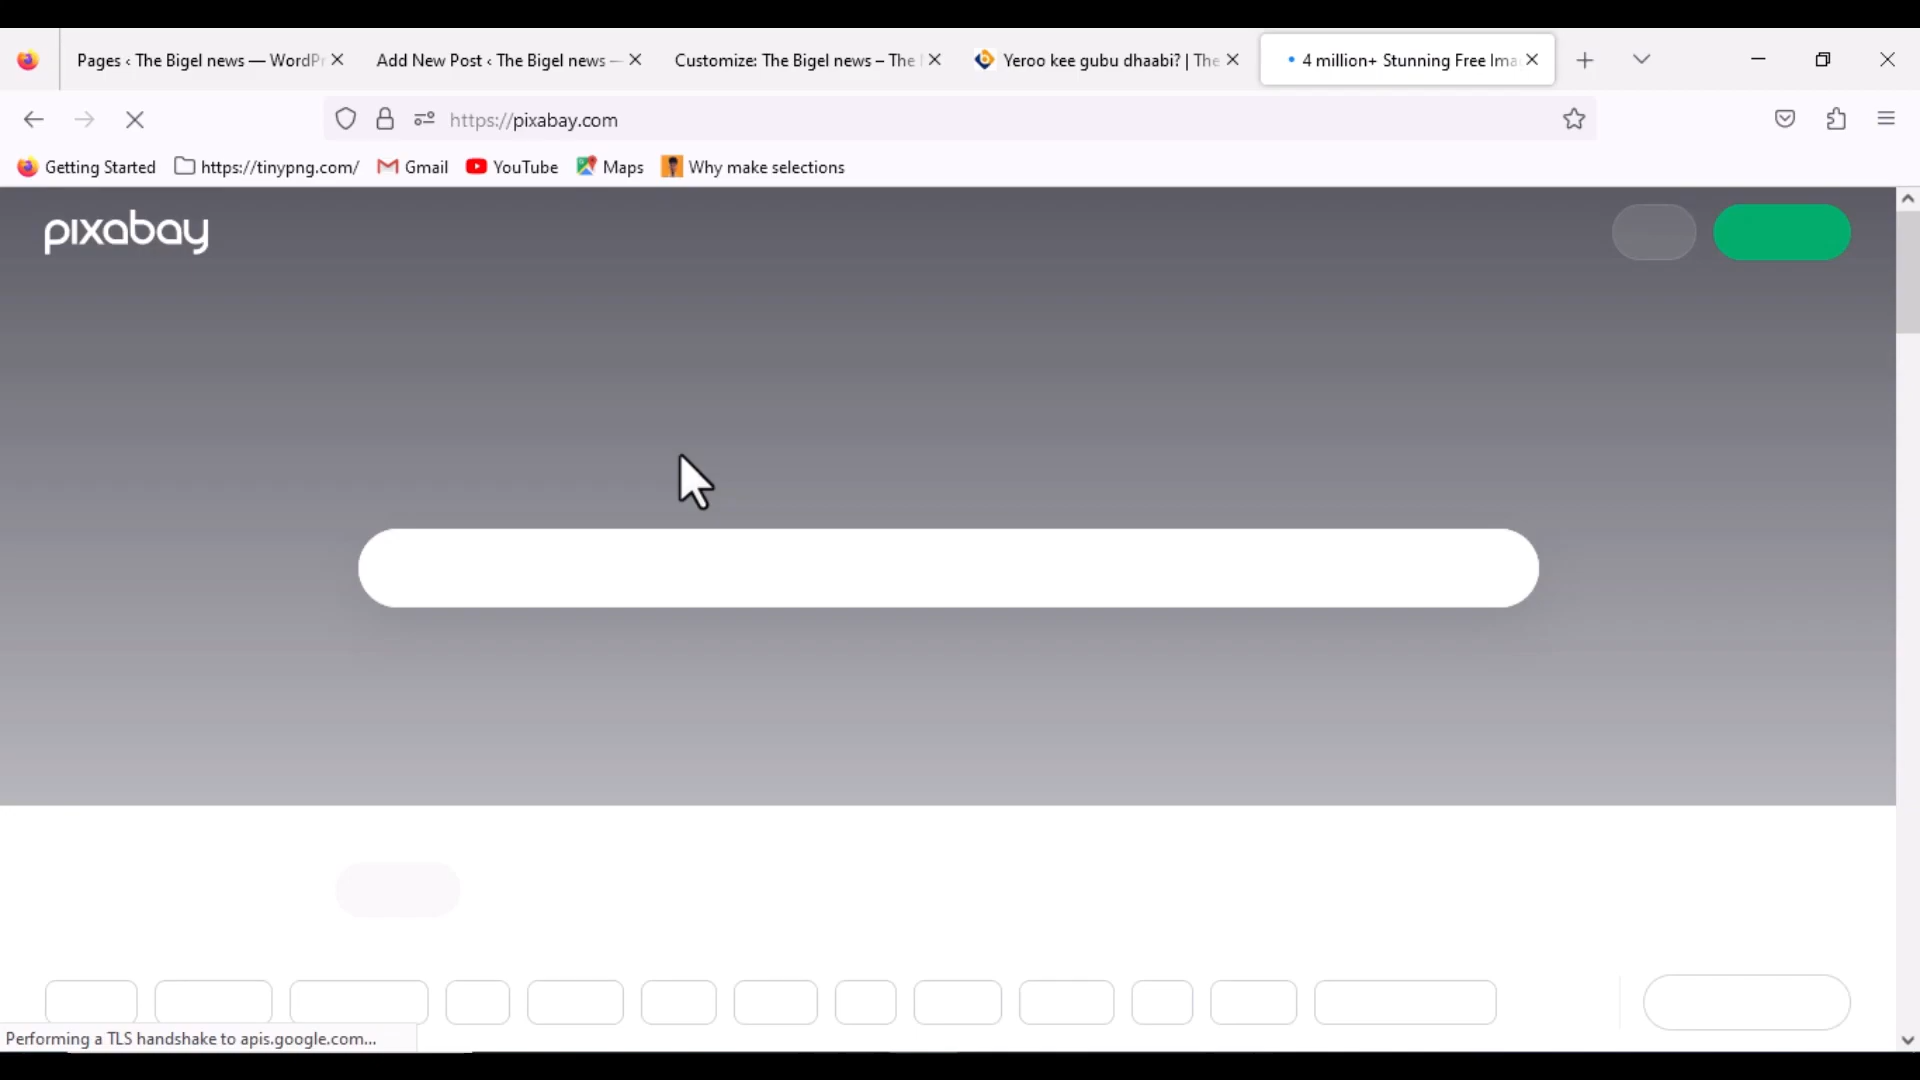 Pages ‹ The Bigel news — WordPr
Add New Post ‹ The Bigel news —
Customize: The Bigel news – The
Yeroo kee gubu dhaabi? | The
4 million+ Stunning Free Ima
https://pixabay.com
Getting Started
https://tinypng.com/
Gmail
YouTube
Maps
Why make selections
pixabay
Performing a TLS handshake to apis.google.com...